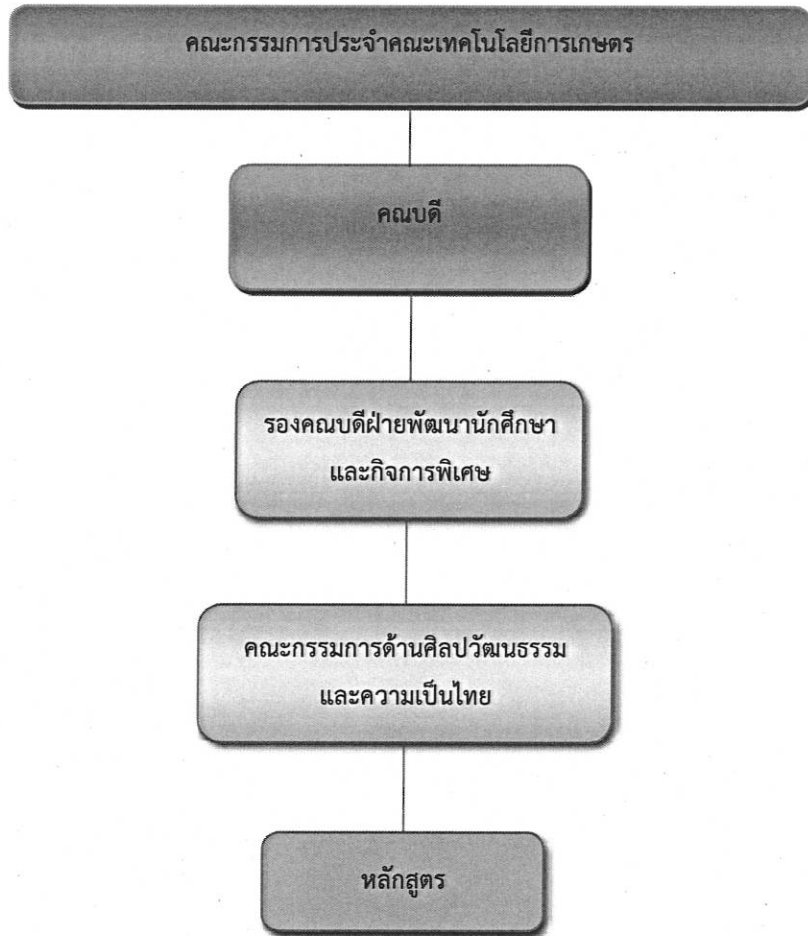 คณะกรรมการประจำคณะเทคโนโลยีการเกษตร
คณบดี
รองคณบดีฝ่ายพัฒนานักศึกษา
และกิจการพิเศษ
คณะกรรมการด้านศิลปวัฒนธรรม
และความเป็นไทย
หลักสูตร